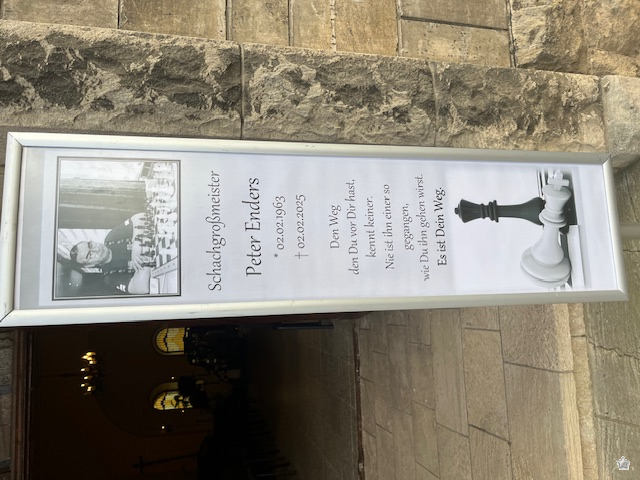 Schachgroßmeister
Peter Enders
* 02.02.1963
† 02.02.2025
Den Weg
den Du vor Dir hast,
kennt keiner.
Nie ist ihn einer so
gegangen,
wie Du ihn gehen wirst.
Es ist Dein Weg.